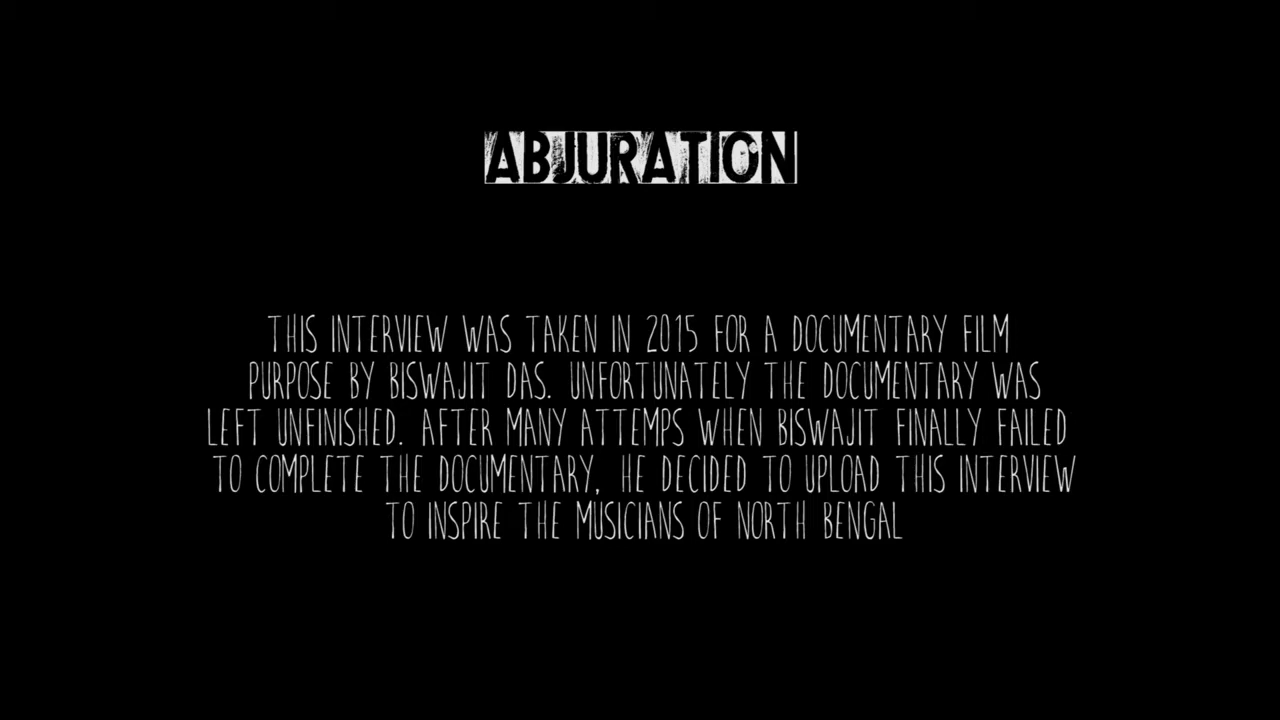 ABJURATION
THIS INTERVIEW WAS TAKEN IN 2015 FOR A DOCUMENTARY FILM
PURPOSE BY BISWAJIT DAS. UNFORTUNATELY THE DOCUMENTARY WAS
LEFT UNFINISHED. AFTER MANY ATTEMPS WHEN BISWAJIT FINALLY FAILED
TO COMPLETE THE DOCUMENTARY, HE DECIDED TO UPLOAD THIS INTERVIEW
TO INSPIRE THE MUSICIANS OF NORTH BENGAL